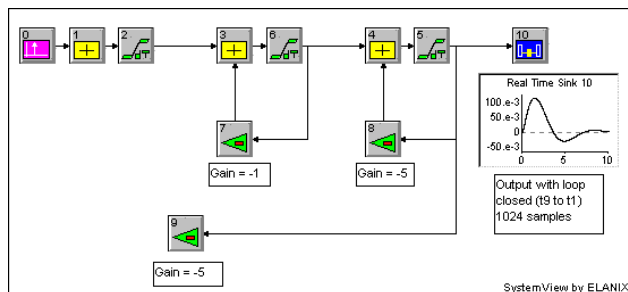 0
1
2
3
6
4
5
10
Real Time Sink 10
100.e-3
50.e-3
0
-50.e-3
0 5 10
7
8
Gain = -1
Gain = -5
Output with loop
closed (t9 to t1)
1024 samples
9
Gain = -5
SystemView by ELANIX